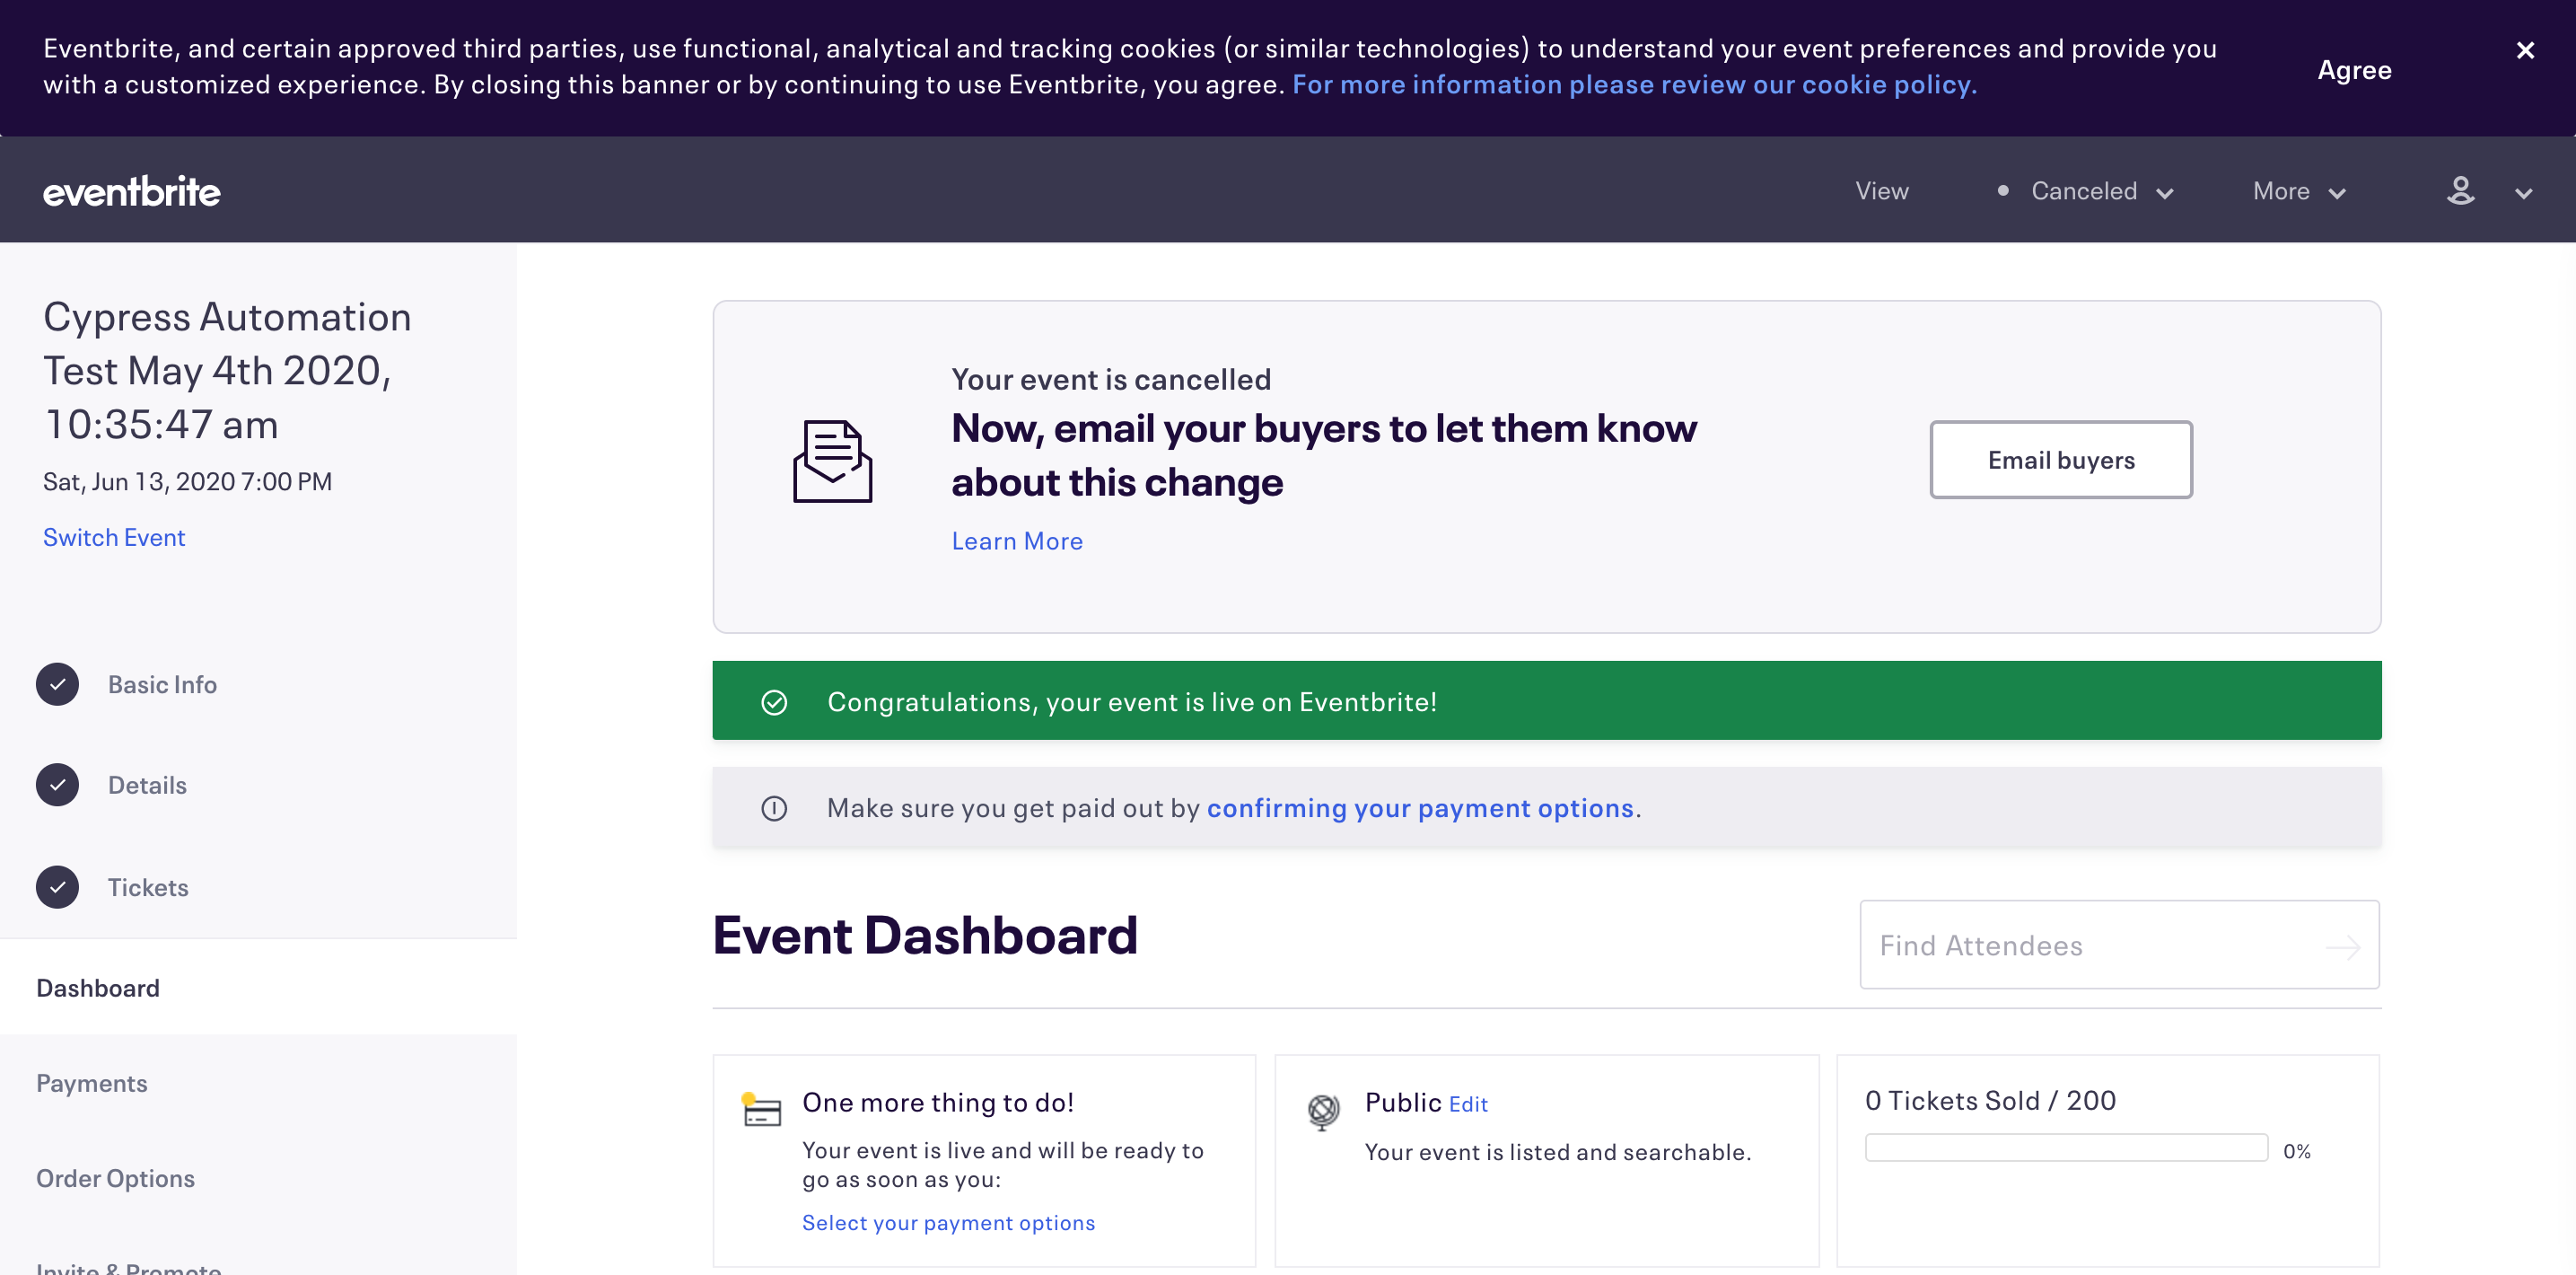 Eventbrite, and certain approved third parties, use functional, analytical and tracking cookies (or similar technologies) to understand your event preferences and provide you
with a customized experience. By closing this banner or by continuing to use Eventbrite, you agree. For more information please review our cookie policy.
Agree
eventbrite
View
Canceled
More
Cypress Automation
Test May 4th 2020,
10:35:47 am
Sat, Jun 13, 2020 7:00 PM
Switch Event
Basic Info
Details
Tickets
Dashboard
Payments
Order Options
Invite & Promote
Your event is cancelled
Now, email your buyers to let them know
about this change
Learn More
Email buyers
Congratulations, your event is live on Eventbrite!
Make sure you get paid out by confirming your payment options.
Event Dashboard
Find Attendees
One more thing to do!
Your event is live and will be ready to
go as soon as you:
Select your payment options
Public Edit
Your event is listed and searchable.
0 Tickets Sold / 200
0%